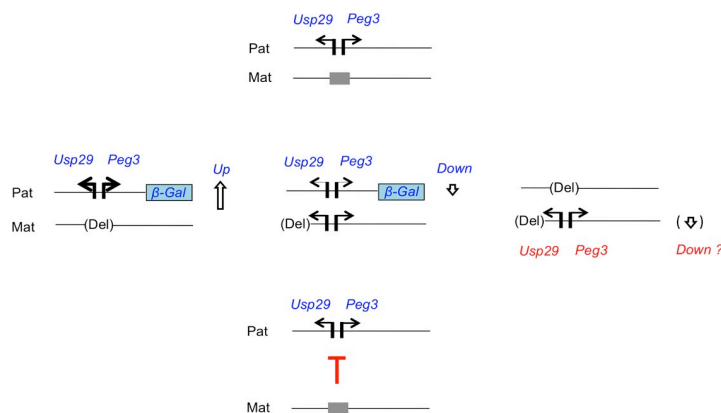 Usp29 Peg3
Pat
Mat
Usp29 Peg3 Up
Pat β-Gal
Mat (Del)
Usp29 Peg3 Down
β-Gal
(Del)
(Del)
(Del) ( )
Usp29 Peg3 Down ?
Usp29 Peg3
Pat
Mat